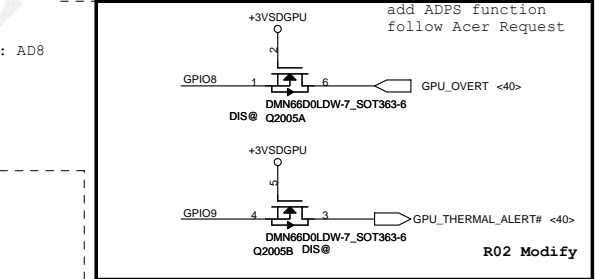 add ADPS function
follow Acer Request
: AD8
+3VSDGPU
2
GPIO8 1 6 GPU_OVERT <40>
DMN66D0LDW-7_SOT363-6
DIS@ Q2005A
+3VSDGPU
5
GPIO9 4 3 GPU_THERMAL_ALERT# <40>
DMN66D0LDW-7_SOT363-6
Q2005B DIS@
R02 Modify